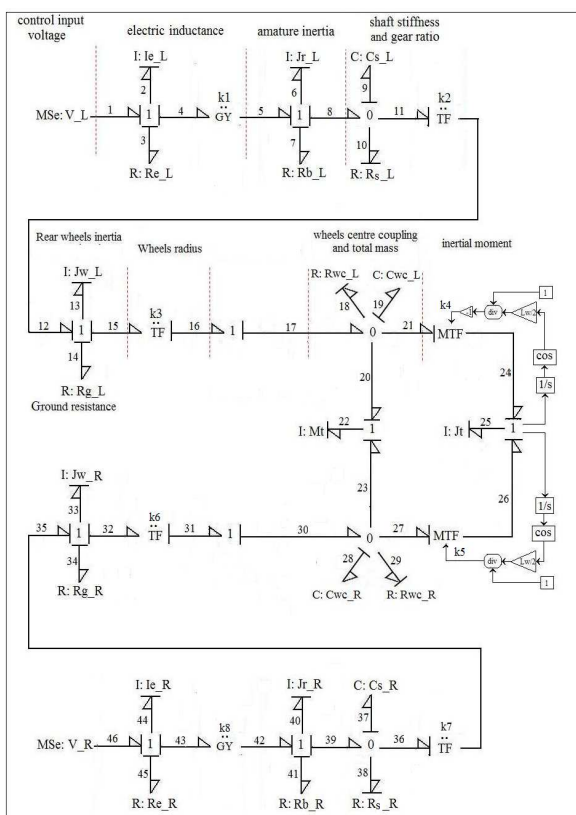 control input
voltage
electric inductance
amature inertia
shaft stiffness
and gear ratio
I: Ie_L
I: Jr_L
C: Cs_L
2
6
9
k1
k2
MSe: V_L
1
1
4
GY
5
1
8
0
11
TF
3
7
10
R: Re_L
R: Rb_L
R: Rs_L
Rear wheels inertia
Wheels radius
wheels centre coupling
and total mass
inertial moment
I: Jw_L
R: Rwc_L
C: Cwc_L
13
k3
18
19
k4
div
Lw/2
1
12
1
15
TF
16
1
17
0
21
MTF
cos
14
20
24
1/s
R: Rg_L
Ground resistance
I: Mt
22
1
I: Jt
25
1
I: Jw_R
23
26
1/s
33
k6
cos
35
1
32
TF
31
1
30
0
27
MTF
34
28
29
k5
div
Lw/2
R: Rg_R
C: Cwc_R
R: Rwc_R
1
I: Ie_R
I: Jr_R
C: Cs_R
44
40
37
k8
k7
MSe: V_R
46
1
43
GY
42
1
39
0
36
TF
45
41
38
R: Re_R
R: Rb_R
R: Rs_R